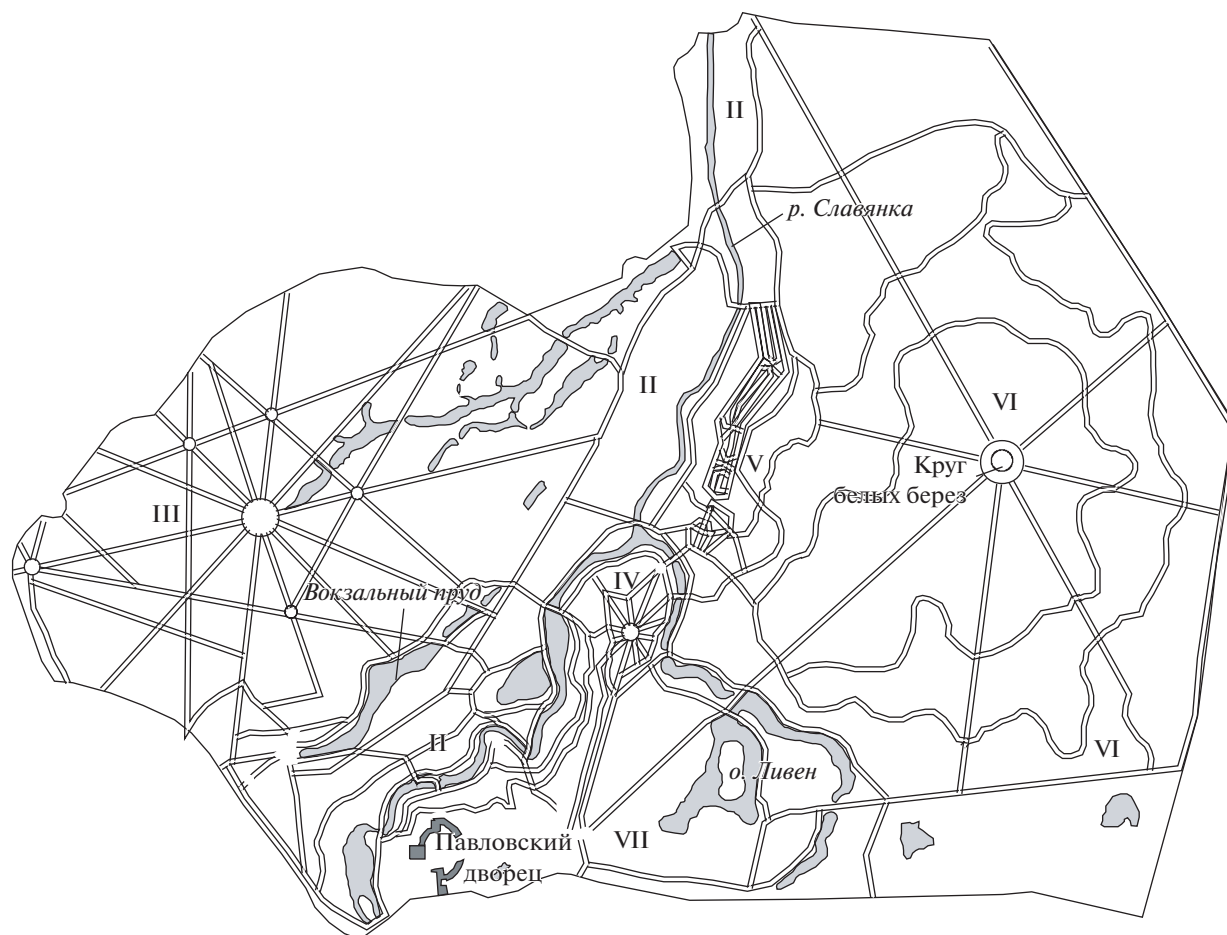 II
р. Славянка
II
VI
Круг
белых берез
V
III
IV
Вокзальный пруд
II
VI
о. Ливен
Павловский
дворец
VII